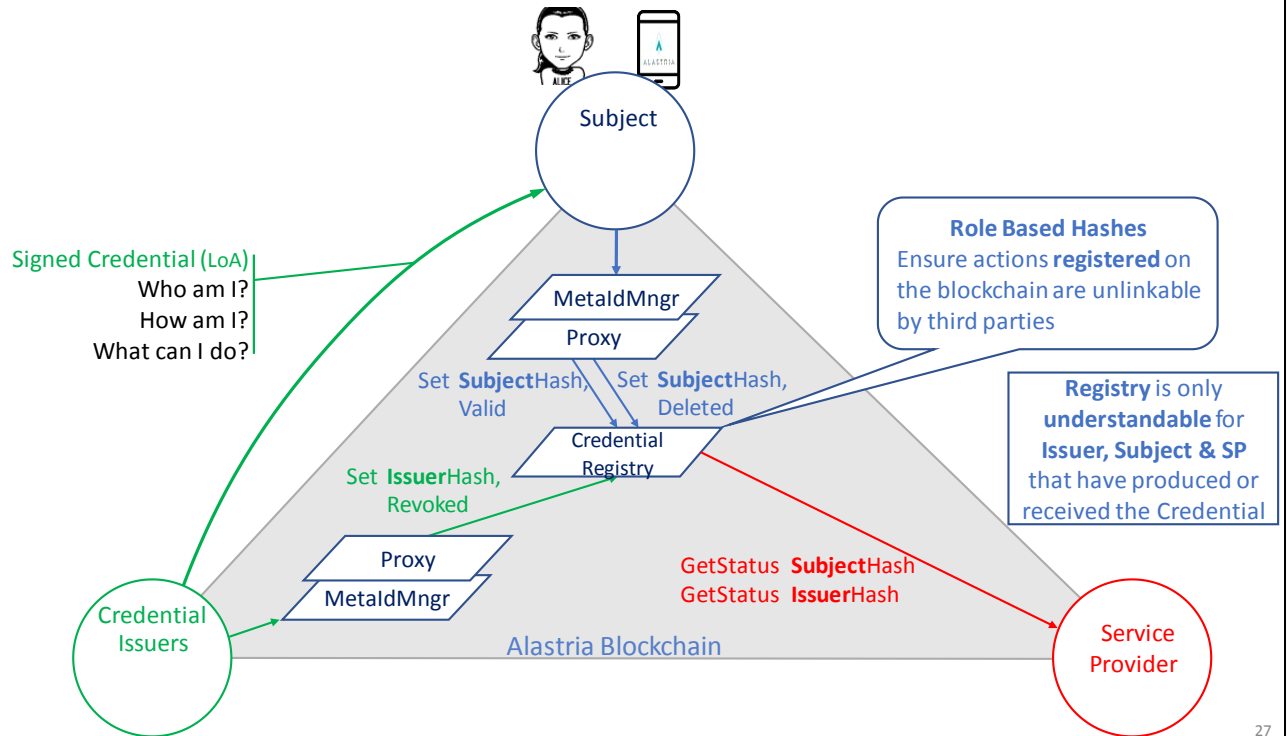 ALICE
ALASTRIA
Subject
Signed Credential (LoA)
Who am I?
How am I?
What can I do?
Role Based Hashes
Ensure actions registered on
the blockchain are unlinkable
by third parties
MetaIdMngr
Proxy
Set SubjectHash,
Valid
Set SubjectHash,
Deleted
Registry is only
understandable for
Issuer, Subject & SP
that have produced or
received the Credential
Credential
Registry
Set IssuerHash,
Revoked
Proxy
MetaIdMngr
GetStatus SubjectHash
GetStatus IssuerHash
Credential
Issuers
Alastria Blockchain
Service
Provider
27